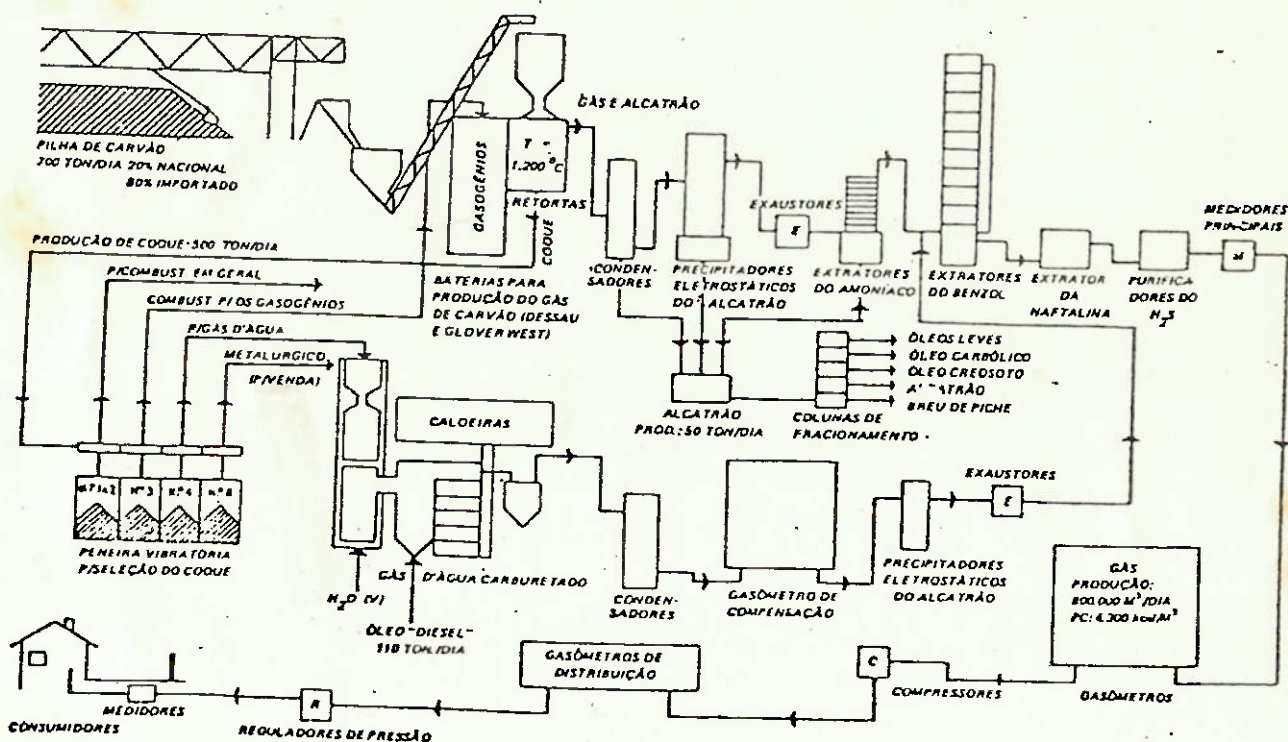 PILHA DE CARVÃO
700 TON/DIA 20% NACIONAL
80% IMPORTADO
GASOGÊNIOS
1.200 °C
RETORTAS
COQUE
GÁS E ALCATRÃO
CONDEN-
SADORES
PRECIPITADORES
ELETROSTÁTICOS
DO ALCATRÃO
EXAUSTORES
E
EXTRATORES
DO AMONÍACO
EXTRATORES
DO BENZOL
EXTRATOR
DA
NAFTALINA
PURIFICA
DORES DO
H2S
MEDIDORES
PRINCIPAIS
M
PRODUÇÃO DE COQUE-500 TON/DIA
P/COMBUST EM GERAL
COMBUST P/OS GASOGÊNIOS
P/GÁS D'ÁGUA
METALURGICO
(P/VENDA)
BATERIAS PARA
PRODUÇÃO DO GÁS
DE CARVÃO (DESSAU
E GLOVER WEST)
ALCATRÃO
PROD.: 50 TON/DIA
COLUNAS DE
FRACIONAMENTO
ÓLEOS LEVES
ÓLEO CARBÓLICO
ÓLEO CREOSOTO
BREU DE PICHE
Nº 3
Nº 4
PENEIRA VIBRATÓRIA
P/SELEÇÃO DO COQUE
CALDEIRAS
GÁS D'ÁGUA CARBURETADO
H2O (V)
ÓLEO "DIESEL"
110 TON/DIA
CONDEN-
SADORES
GASÔMETRO DE
COMPENSAÇÃO
PRECIPITADORES
ELETROSTÁTICOS
DO ALCATRÃO
EXAUSTORES
E
GÁS
PRODUÇÃO:
800.000 M³/DIA
PC: 4.300 kcal/M³
GASÔMETROS
C
COMPRESSORES
GASÔMETROS DE
DISTRIBUIÇÃO
R
REGULADORES DE PRESSÃO
MEDIDORES
CONSUMIDORES